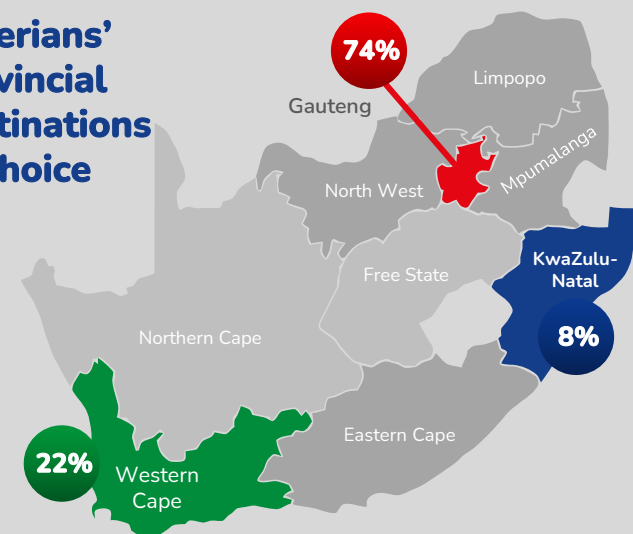 erians’
vincial
tinations
hoice
74%
Gauteng
Limpopo
Mpumalanga
North West
KwaZulu-
Natal
Free State
8%
Northern Cape
Eastern Cape
22%
Western
Cape